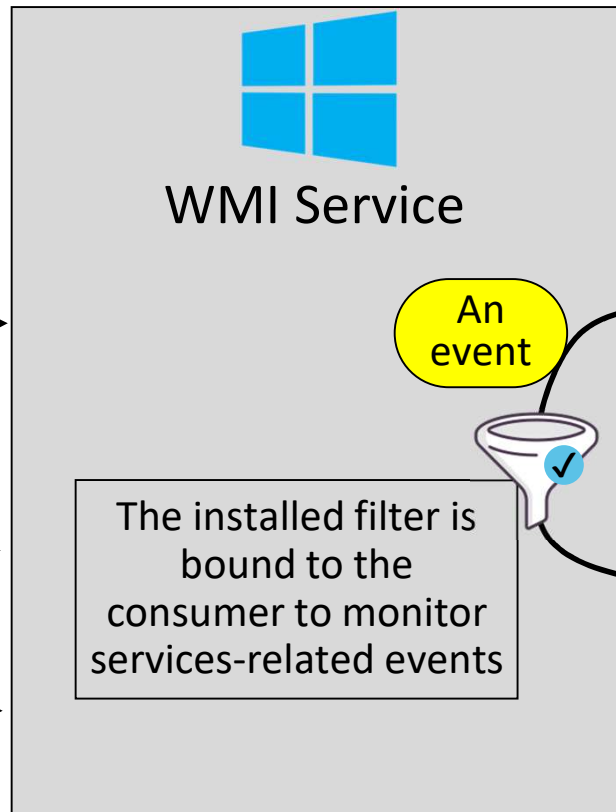 WMI Service
An
event
The installed filter is
bound to the
consumer to monitor
services-related events